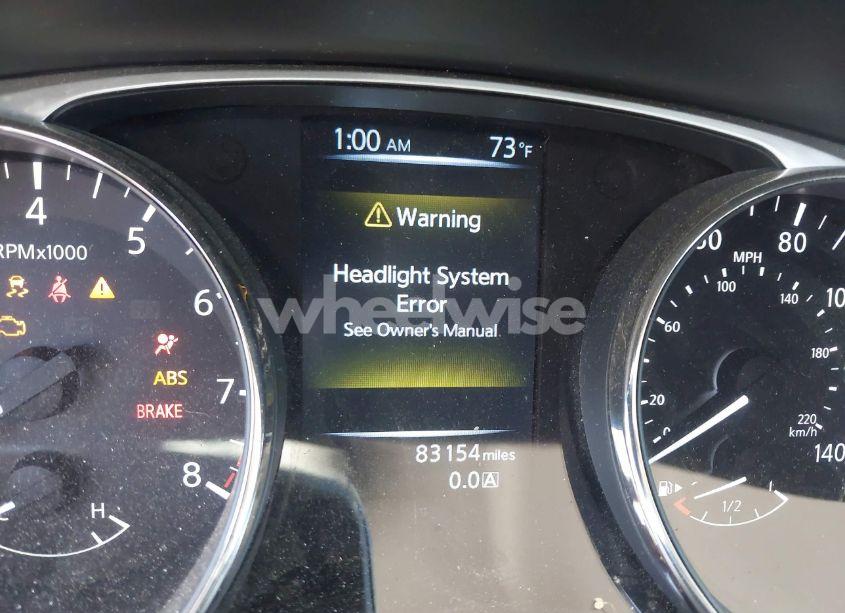 1:00 AM 73°F
Warning
Headlight System
Error
See Owner's Manual
83154 miles
0.0 A
4
5
6
7
8
RPMx1000
ABS
BRAKE
H
wheelwise
80
MPH
100
140
60
180
20
220
km/h
0
140
1/2